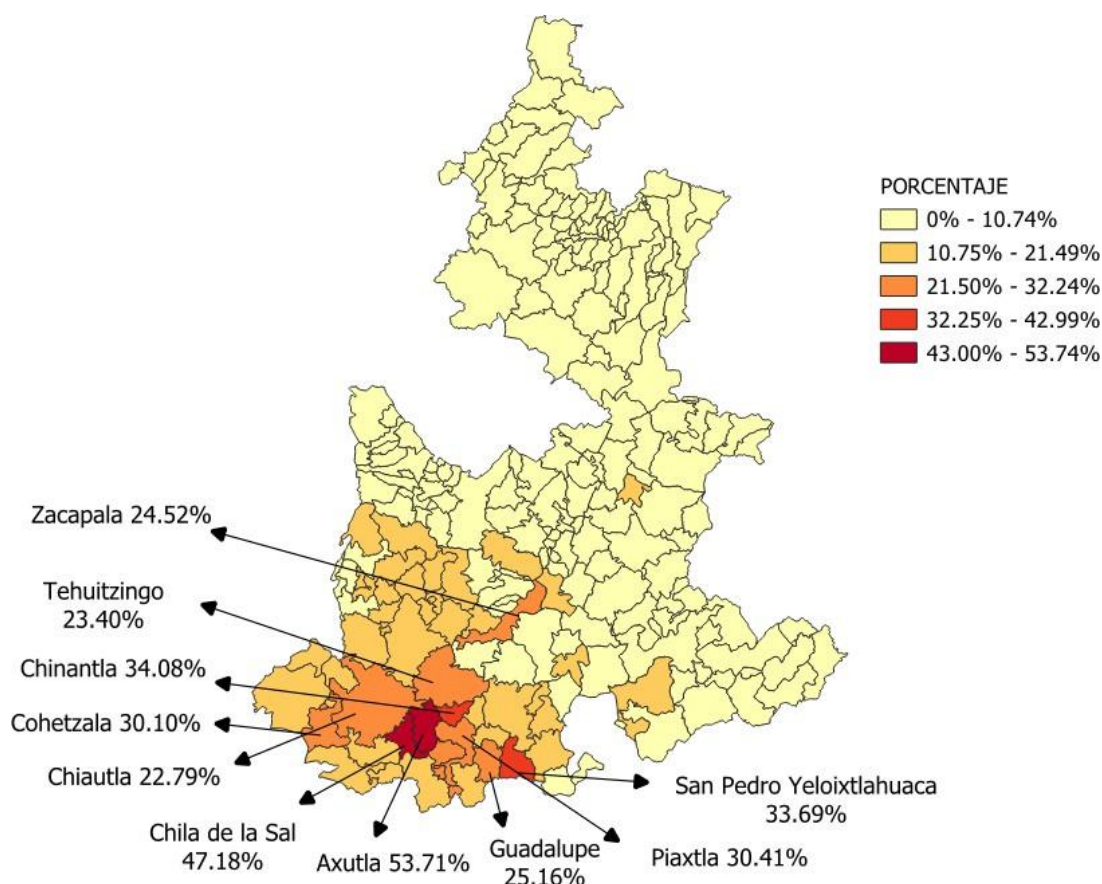 PORCENTAJE
0% - 10.74%
10.75% - 21.49%
21.50% - 32.24%
32.25% - 42.99%
43.00% - 53.74%
Zacapala 24.52%
Tehuitzingo
23.40%
Chinantla 34.08%
Cohetzala 30.10%
Chiautla 22.79%
Chila de la Sal
47.18%
Axutla 53.71%
Guadalupe
25.16%
Piaxtla 30.41%
San Pedro Yeloixtlahuaca
33.69%